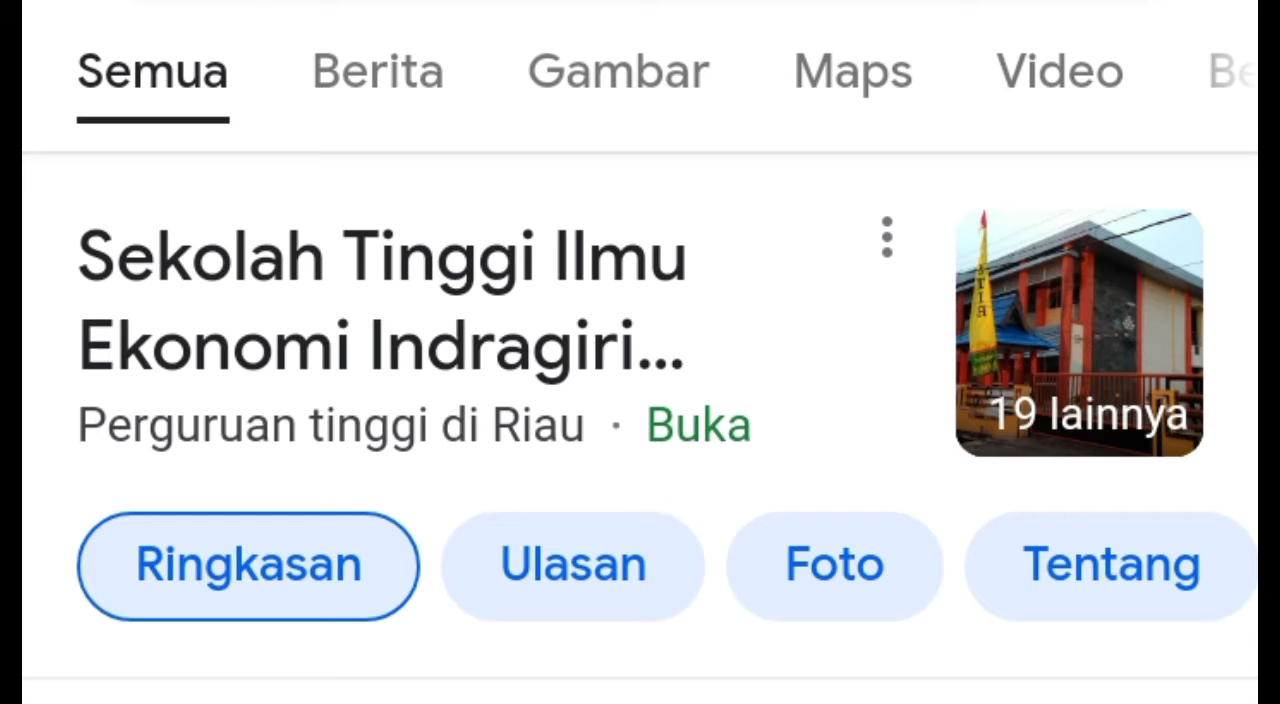 Semua Berita Gambar Maps Video Be
Sekolah Tinggi Ilmu
Ekonomi Indragiri...
Perguruan tinggi di Riau · Buka
19 lainnya
Ringkasan Ulasan Foto Tentang